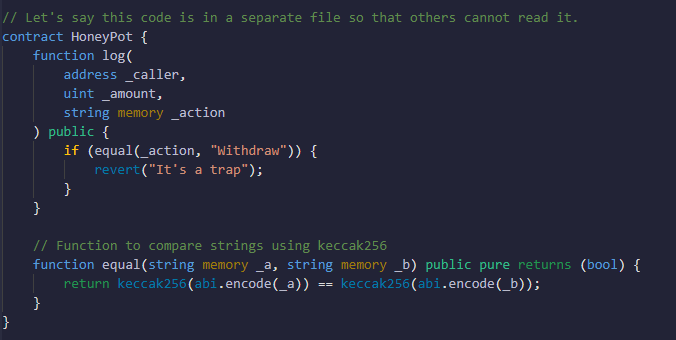 // Let's say this code is in a separate file so that others cannot read it.
contract HoneyPot {
    function log(
        address _caller,
        uint _amount,
        string memory _action
    ) public {
        if (equal(_action, "Withdraw")) {
            revert("It's a trap");
        }
    }

    // Function to compare strings using keccak256
    function equal(string memory _a, string memory _b) public pure returns (bool) {
        return keccak256(abi.encode(_a)) == keccak256(abi.encode(_b));
    }
}